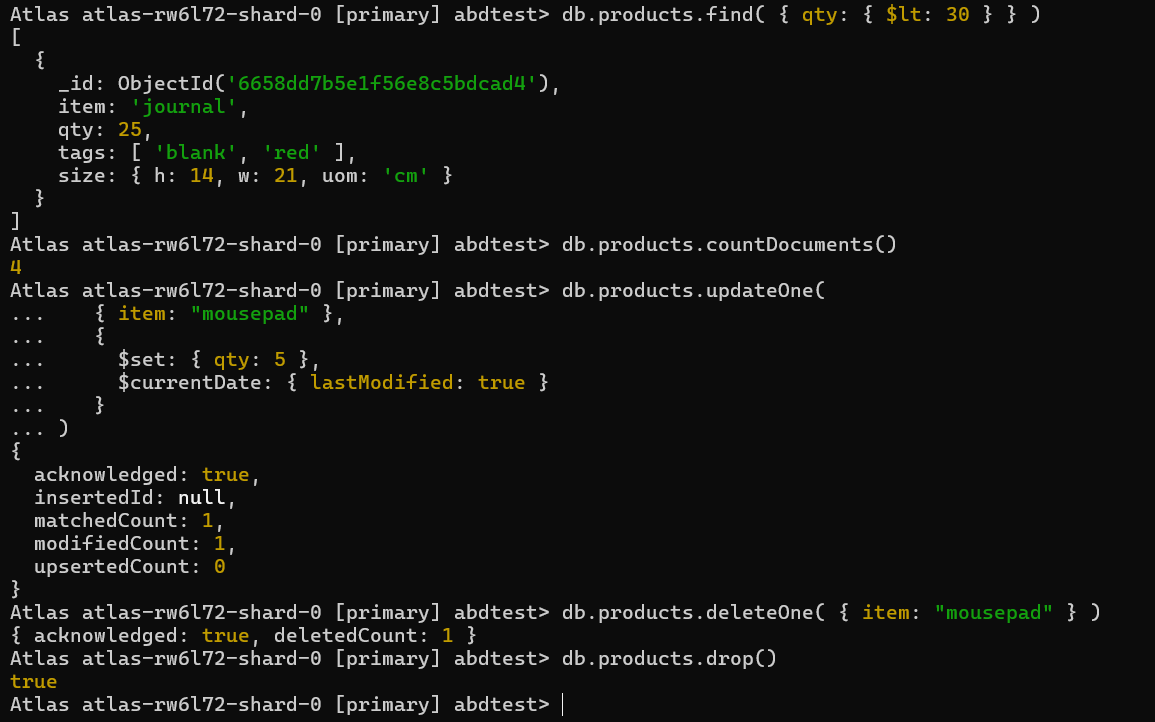 Atlas atlas-rw6l72-shard-0 [primary] abdtest> db.products.find( { qty: { $lt: 30 } } )
[
  {
    _id: ObjectId('6658dd7b5e1f56e8c5bdcad4'),
    item: 'journal',
    qty: 25,
    tags: [ 'blank', 'red' ],
    size: { h: 14, w: 21, uom: 'cm' }
  }
]
Atlas atlas-rw6l72-shard-0 [primary] abdtest> db.products.countDocuments()
4
Atlas atlas-rw6l72-shard-0 [primary] abdtest> db.products.updateOne(
...    { item: "mousepad" },
...    {
...      $set: { qty: 5 },
...      $currentDate: { lastModified: true }
...    }
... )
{
  acknowledged: true,
  insertedId: null,
  matchedCount: 1,
  modifiedCount: 1,
  upsertedCount: 0
}
Atlas atlas-rw6l72-shard-0 [primary] abdtest> db.products.deleteOne( { item: "mousepad" } )
{ acknowledged: true, deletedCount: 1 }
Atlas atlas-rw6l72-shard-0 [primary] abdtest> db.products.drop()
true
Atlas atlas-rw6l72-shard-0 [primary] abdtest>